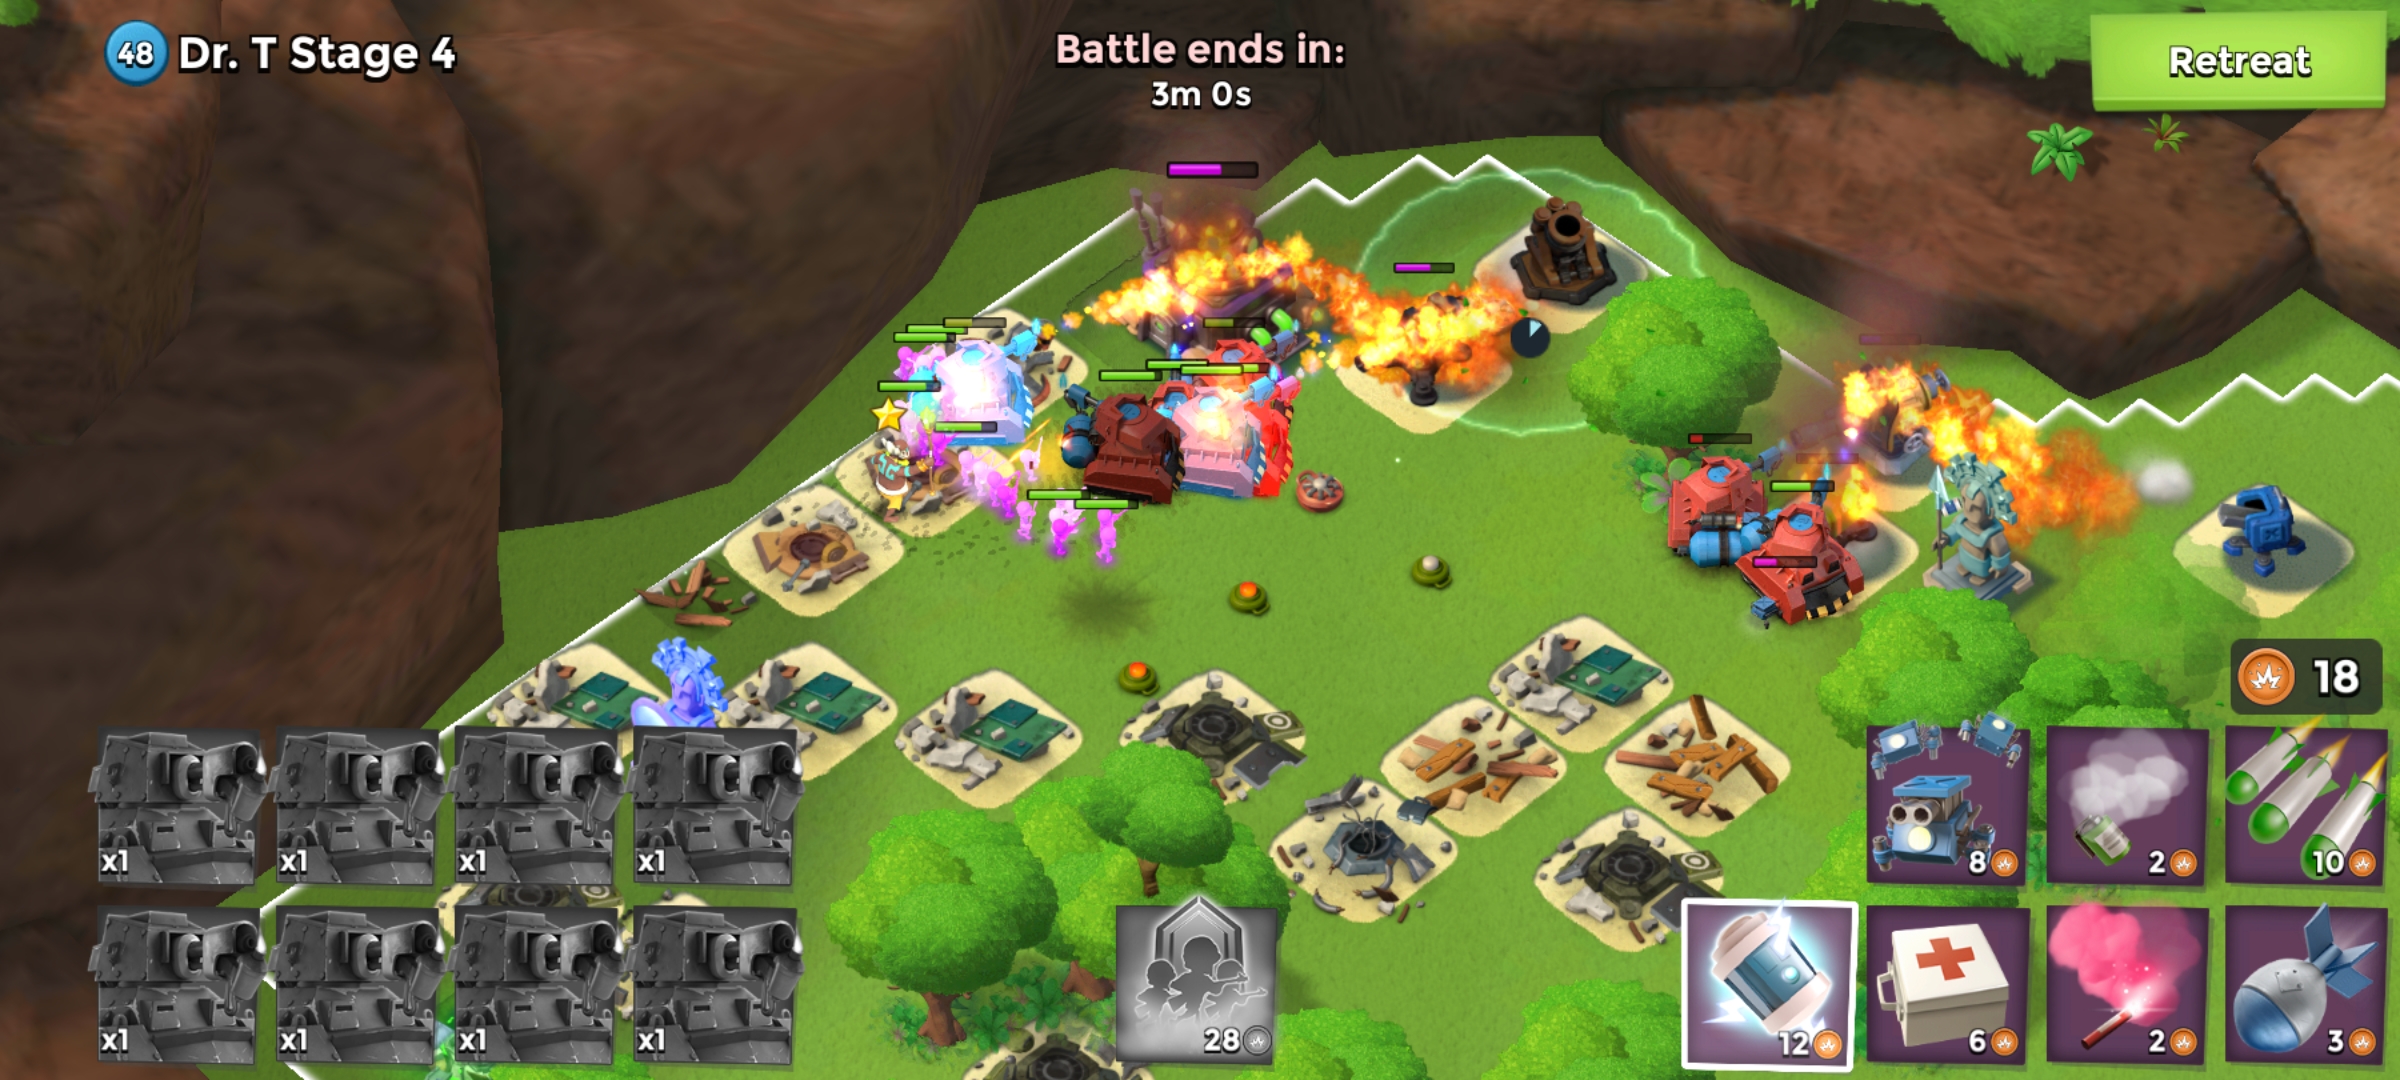 48 Dr. T Stage 4
Battle ends in:
3m 0s
Retreat
18
x1 x1 x1 x1
8 2 10
x1 x1 x1 x1
28
12 6 2 3